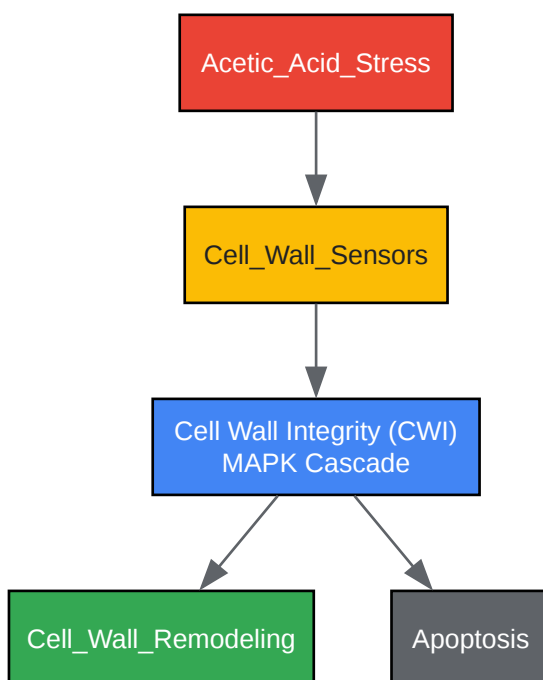 Acetic_Acid_Stress
Cell_Wall_Sensors
Cell Wall Integrity (CWI)
MAPK Cascade
Cell_Wall_Remodeling
Apoptosis